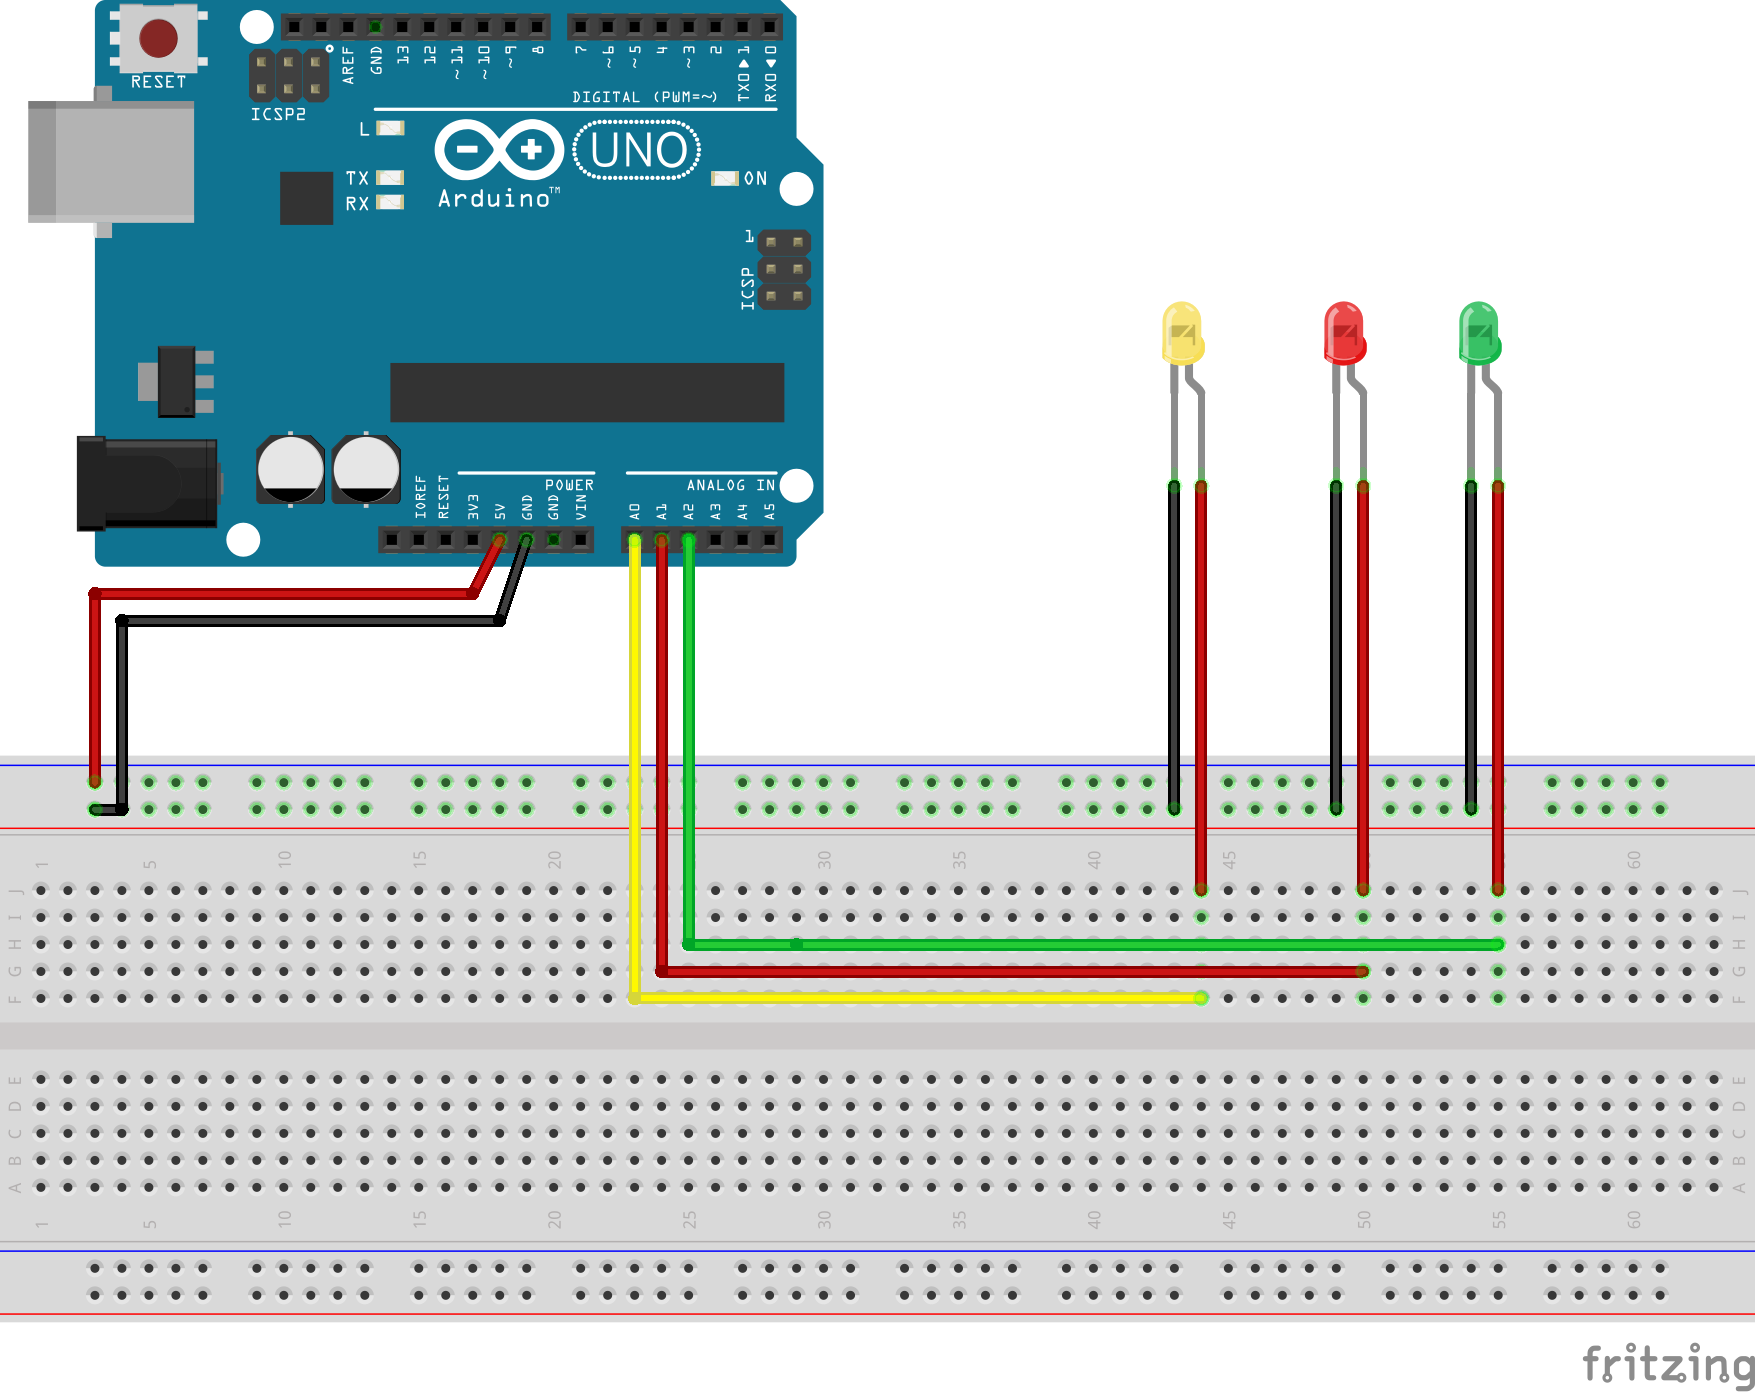 RESET
ICSP2
AREF
GND
13
12
~11
~10
~9
8
7
~6
~5
4
~3
2
TX0▶1
RX0◀0
DIGITAL (PWM=~)
L
TX
RX
Arduino™
UNO
ON
1
ICSP
IOREF
RESET
3V3
5V
GND
GND
VIN
POWER
A0
A1
A2
A3
A4
A5
ANALOG IN
1 5 10 15 20 30 35 40 45 60
J J
I I
H H
G G
F F
E E
D D
C C
B B
A A
1 5 10 15 20 25 30 35 40 45 50 55 60
fritzing